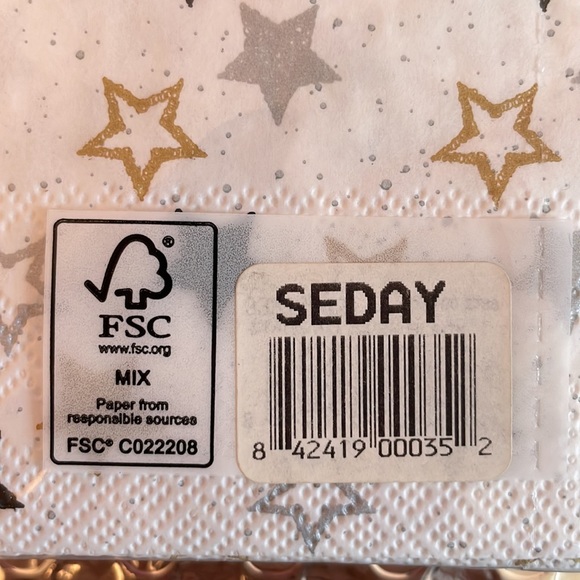 FSC®
www.fsc.org
MIX
Paper from
responsible sources
FSC® C022208
SEDAY
8 42419 00035 2